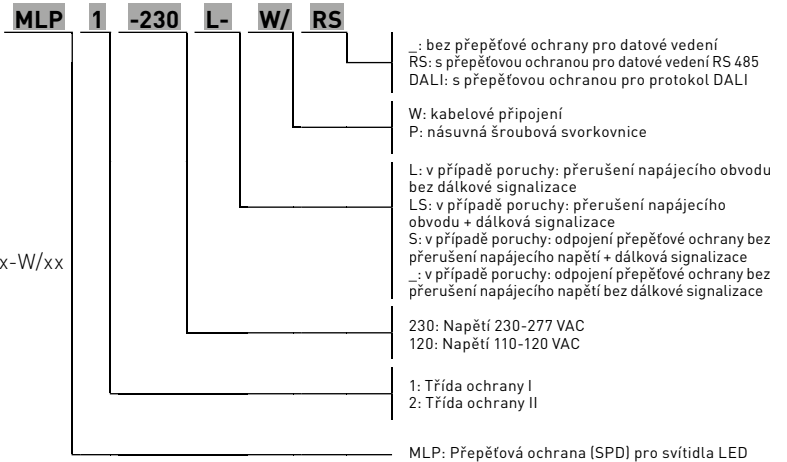 MLP 1 -230 L- W/ RS
_: bez přepěťové ochrany pro datové vedení
RS: s přepěťovou ochranou pro datové vedení RS 485
DALI: s přepěťovou ochranou pro protokol DALI
W: kabelové připojení
P: násuvná šroubová svorkovnice
L: v případě poruchy: přerušení napájecího obvodu
bez dálkové signalizace
LS: v případě poruchy: přerušení napájecího
obvodu + dálková signalizace
S: v případě poruchy: odpojení přepěťové ochrany bez
přerušení napájecího napětí + dálková signalizace
_: v případě poruchy: odpojení přepěťové ochrany bez
přerušení napájecího napětí bez dálkové signalizace
x-W/xx
230: Napětí 230-277 VAC
120: Napětí 110-120 VAC
1: Třída ochrany I
2: Třída ochrany II
MLP: Přepěťová ochrana (SPD) pro svítidla LED